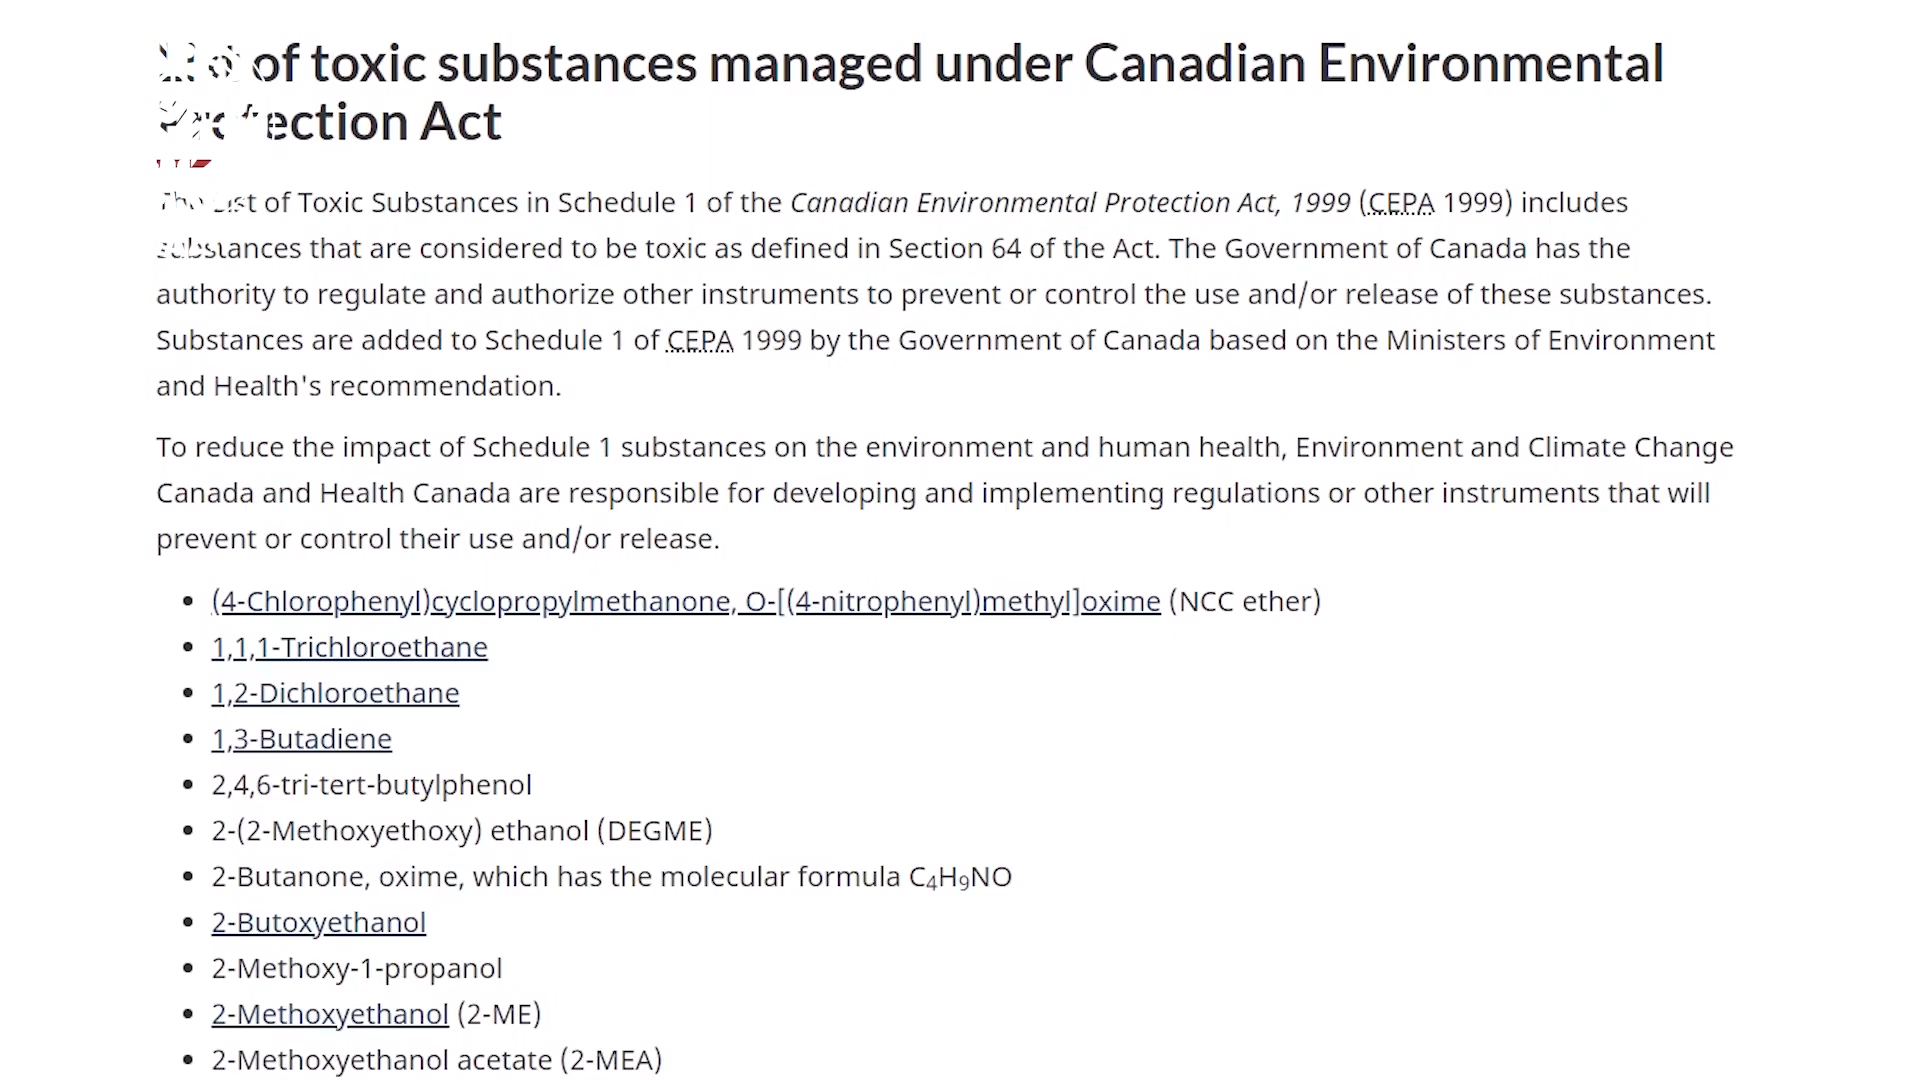 List of toxic substances managed under Canadian Environmental
Protection Act
The List of Toxic Substances in Schedule 1 of the Canadian Environmental Protection Act, 1999 (CEPA 1999) includes
substances that are considered to be toxic as defined in Section 64 of the Act. The Government of Canada has the
authority to regulate and authorize other instruments to prevent or control the use and/or release of these substances.
Substances are added to Schedule 1 of CEPA 1999 by the Government of Canada based on the Ministers of Environment
and Health's recommendation.
To reduce the impact of Schedule 1 substances on the environment and human health, Environment and Climate Change
Canada and Health Canada are responsible for developing and implementing regulations or other instruments that will
prevent or control their use and/or release.
• (4-Chlorophenyl)cyclopropylmethanone, O-[(4-nitrophenyl)methyl]oxime (NCC ether)
• 1,1,1-Trichloroethane
• 1,2-Dichloroethane
• 1,3-Butadiene
• 2,4,6-tri-tert-butylphenol
• 2-(2-Methoxyethoxy) ethanol (DEGME)
• 2-Butanone, oxime, which has the molecular formula C₄H₉NO
• 2-Butoxyethanol
• 2-Methoxy-1-propanol
• 2-Methoxyethanol (2-ME)
• 2-Methoxyethanol acetate (2-MEA)